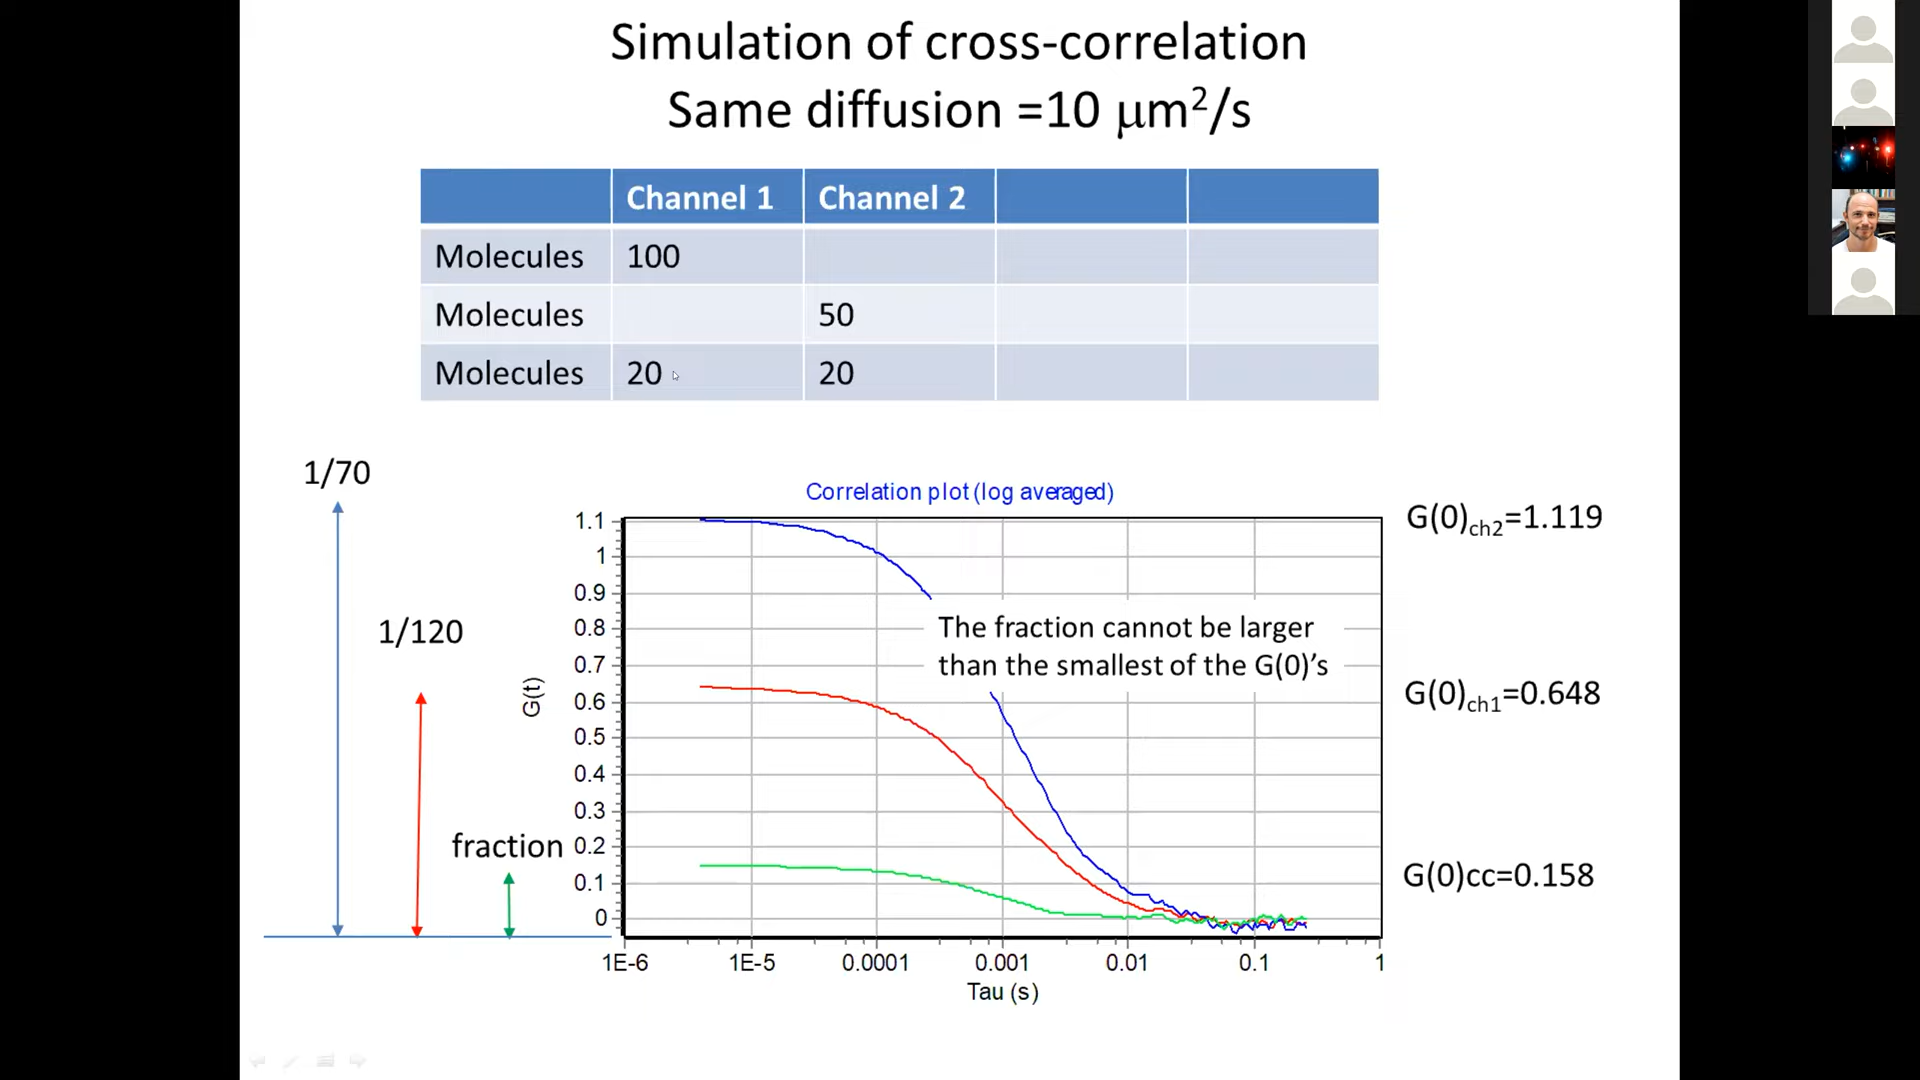 Simulation of cross-correlation
Same diffusion =10 μm²/s
Channel 1 Channel 2
Molecules 100
Molecules 50
Molecules 20 20
1/70
1/120
fraction
Correlation plot (log averaged)
1.1
1
0.9
0.8
0.7
0.6
0.5
0.4
0.3
0.2
0.1
0
G(t)
The fraction cannot be larger
than the smallest of the G(0)’s
1E-6 1E-5 0.0001 0.001 0.01 0.1 1
Tau (s)
G(0)ch2=1.119
G(0)ch1=0.648
G(0)cc=0.158